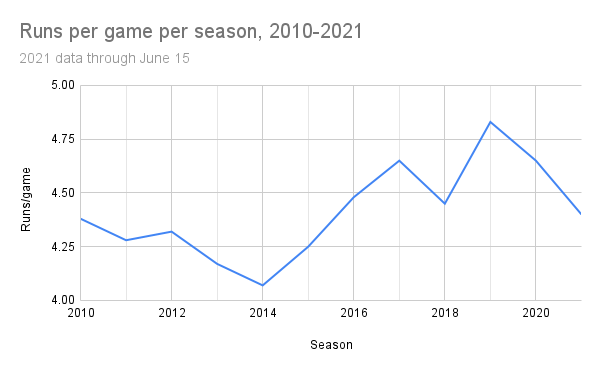 Runs per game per season, 2010-2021
2021 data through June 15
5.00
4.75
4.50
4.25
4.00
Runs/game
2010 2012 2014 2016 2018 2020
Season